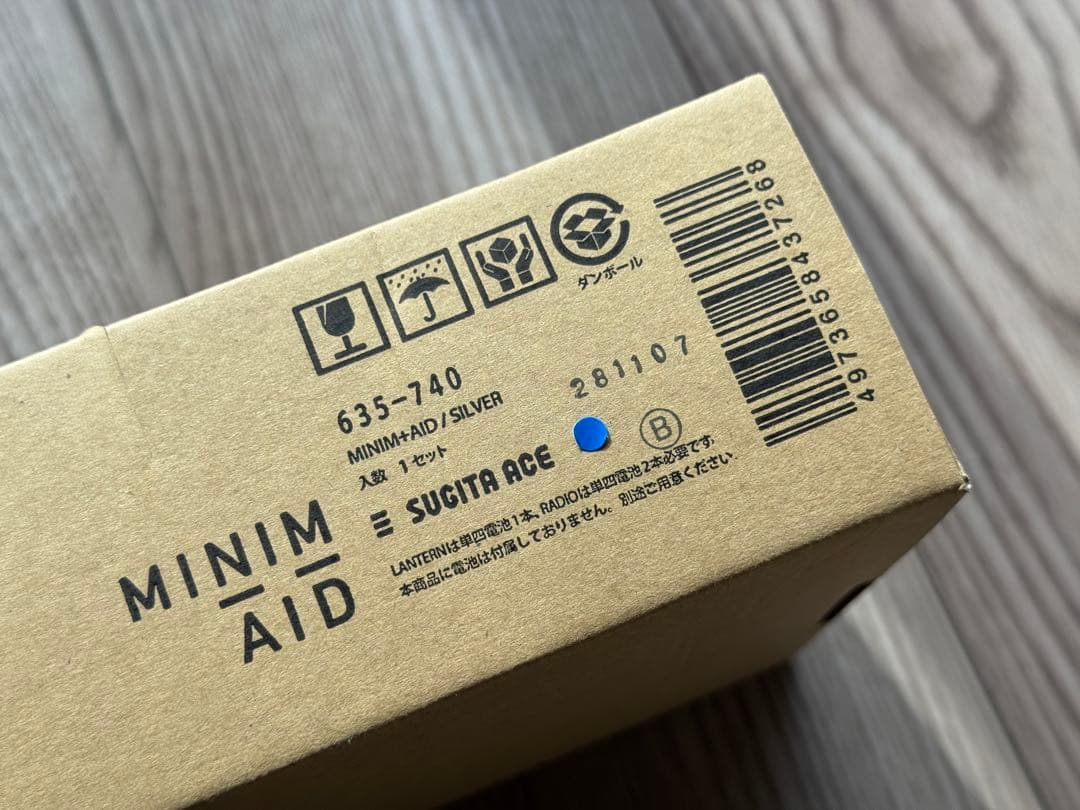 ダンボール
4973658437268
635-740
MINIM+AID / SILVER
入数 1セット
281107
B
SUGITA ACE
LANTERNは単四電池1本、RADIOは単四電池2本必要です。
本商品に電池は付属しておりません。別途ご用意ください。
MINIM
AID